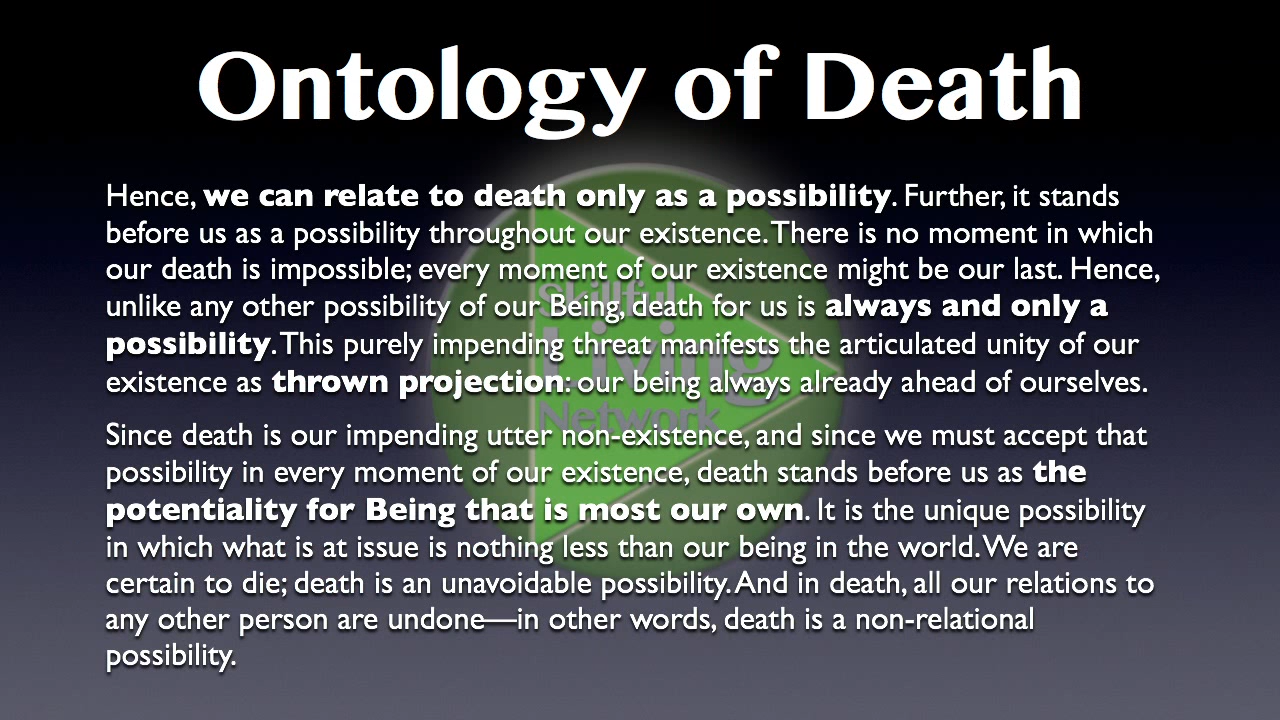 Ontology of Death
Hence, we can relate to death only as a possibility. Further, it stands
before us as a possibility throughout our existence. There is no moment in which
our death is impossible; every moment of our existence might be our last. Hence,
unlike any other possibility of our Being, death for us is always and only a
possibility. This purely impending threat manifests the articulated unity of our
existence as thrown projection: our being always already ahead of ourselves.
Since death is our impending utter non-existence, and since we must accept that
possibility in every moment of our existence, death stands before us as the
potentiality for Being that is most our own. It is the unique possibility
in which what is at issue is nothing less than our being in the world. We are
certain to die; death is an unavoidable possibility. And in death, all our relations to
any other person are undone—in other words, death is a non-relational
possibility.
Skillful
Living
Network